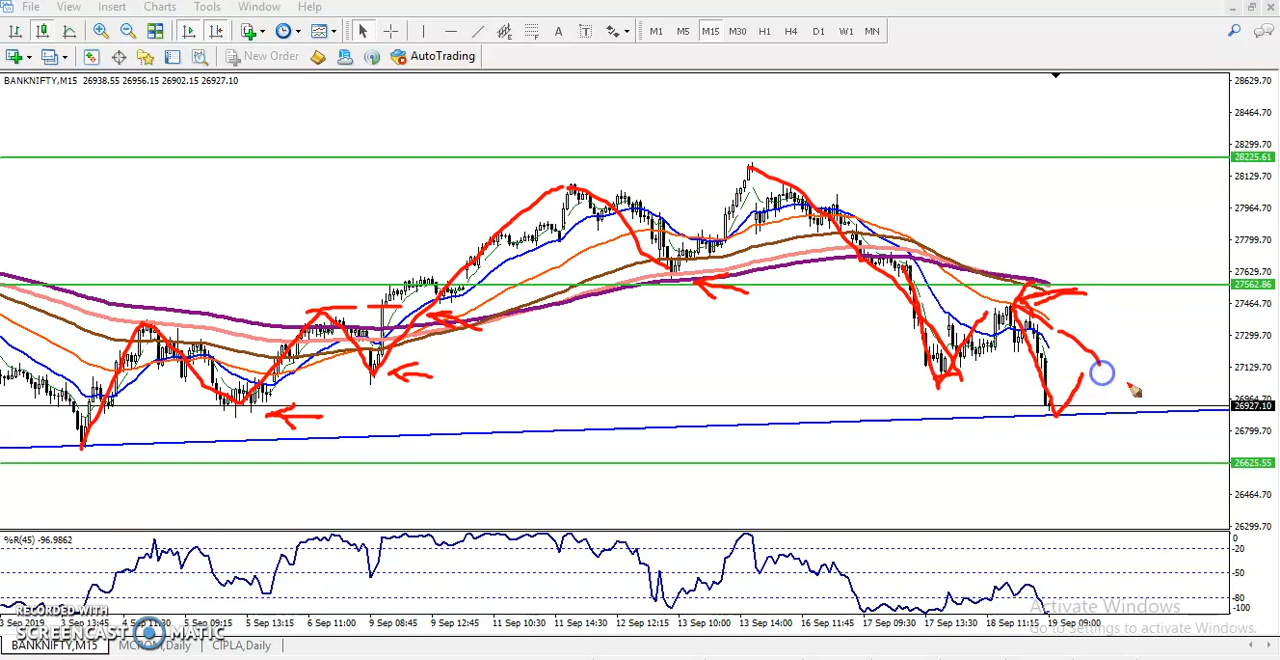 File View Insert Charts Tools Window Help
M1 M5 M15 M30 H1 H4 D1 W1 MN
New Order AutoTrading
BANKNIFTY,M15 26938.55 26956.15 26902.15 26927.10
28629.70
28464.70
28299.70
28225.61
28129.70
27964.70
27799.70
27629.70
27562.86
27464.70
27299.70
27129.70
26964.70
26927.10
26799.70
26625.55
26464.70
26299.70
%R(45) -96.9862
0
-20
-50
-80
-100
3 Sep 2019 3 Sep 13:45 4 Sep 11:30 5 Sep 09:15 5 Sep 13:15 6 Sep 11:00 9 Sep 08:45 9 Sep 12:45 11 Sep 10:30 11 Sep 14:30 12 Sep 12:15 13 Sep 10:00 13 Sep 14:00 16 Sep 11:45 17 Sep 09:30 17 Sep 13:30 18 Sep 11:15 19 Sep 09:00
RECORDED WITH
SCREENCAST MATIC
Activate Windows
Go to Settings to activate Windows.
BANKNIFTY,M15 MCROM,Daily CIPLA,Daily